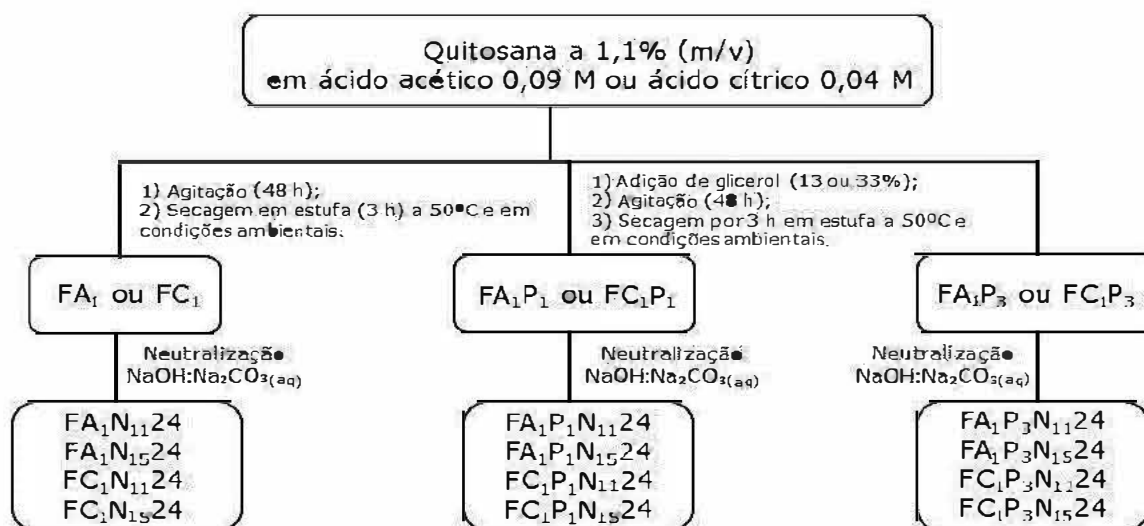 Quitosana a 1,1% (m/v)
em ácido acético 0,09 M ou ácido cítrico 0,04 M
1) Agitação (48 h);
2) Secagem em estufa (3 h) a 50ºC e em
condições ambientais.
1) Adição de glicerol (13 ou 33%);
2) Agitação (48 h);
3) Secagem por 3 h em estufa a 50ºC e
em condições ambientais.
FA₁ ou FC₁
FA₁P₁ ou FC₁P₁
FA₁P₃ ou FC₁P₃
Neutralização
NaOH:Na₂CO₃(aq)
Neutralização
NaOH:Na₂CO₃(aq)
Neutralização
NaOH:Na₂CO₃(aq)
FA₁N₁₁24
FA₁N₁₅24
FC₁N₁₁24
FC₁N₁₅24
FA₁P₁N₁₁24
FA₁P₁N₁₅24
FC₁P₁N₁₁24
FC₁P₁N₁₅24
FA₁P₃N₁₁24
FA₁P₃N₁₅24
FC₁P₃N₁₁24
FC₁P₃N₁₅24